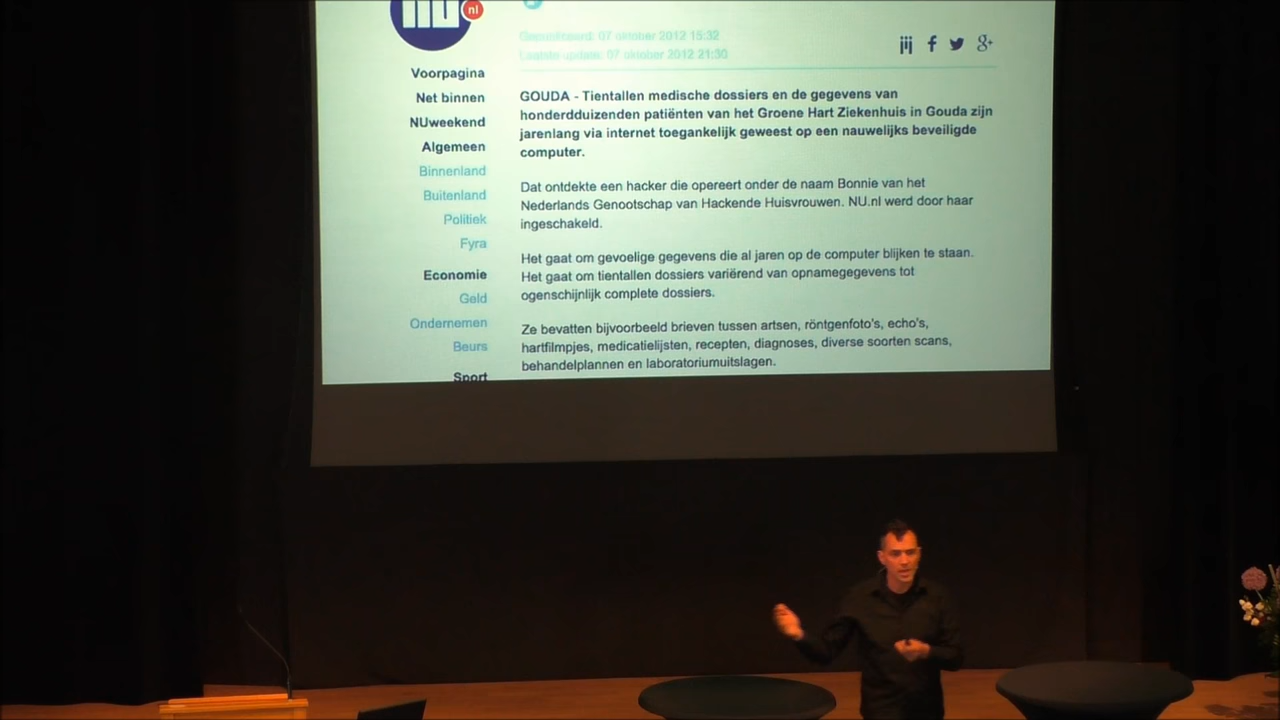 nl
Gepubliceerd: 07 oktober 2012 15:32
Laatste update: 07 oktober 2012 21:30
Voorpagina
Net binnen
NUweekend
Algemeen
Binnenland
Buitenland
Politiek
Fyra
Economie
Geld
Ondernemen
Beurs
Sport
GOUDA - Tientallen medische dossiers en de gegevens van
honderdduizenden patiënten van het Groene Hart Ziekenhuis in Gouda zijn
jarenlang via internet toegankelijk geweest op een nauwelijks beveiligde
computer.
Dat ontdekte een hacker die opereert onder de naam Bonnie van het
Nederlands Genootschap van Hackende Huisvrouwen. NU.nl werd door haar
ingeschakeld.
Het gaat om gevoelige gegevens die al jaren op de computer blijken te staan.
Het gaat om tientallen dossiers variërend van opnamegegevens tot
ogenschijnlijk complete dossiers.
Ze bevatten bijvoorbeeld brieven tussen artsen, röntgenfoto's, echo's,
hartfilmpjes, medicatielijsten, recepten, diagnoses, diverse soorten scans,
behandelplannen en laboratoriumuitslagen.